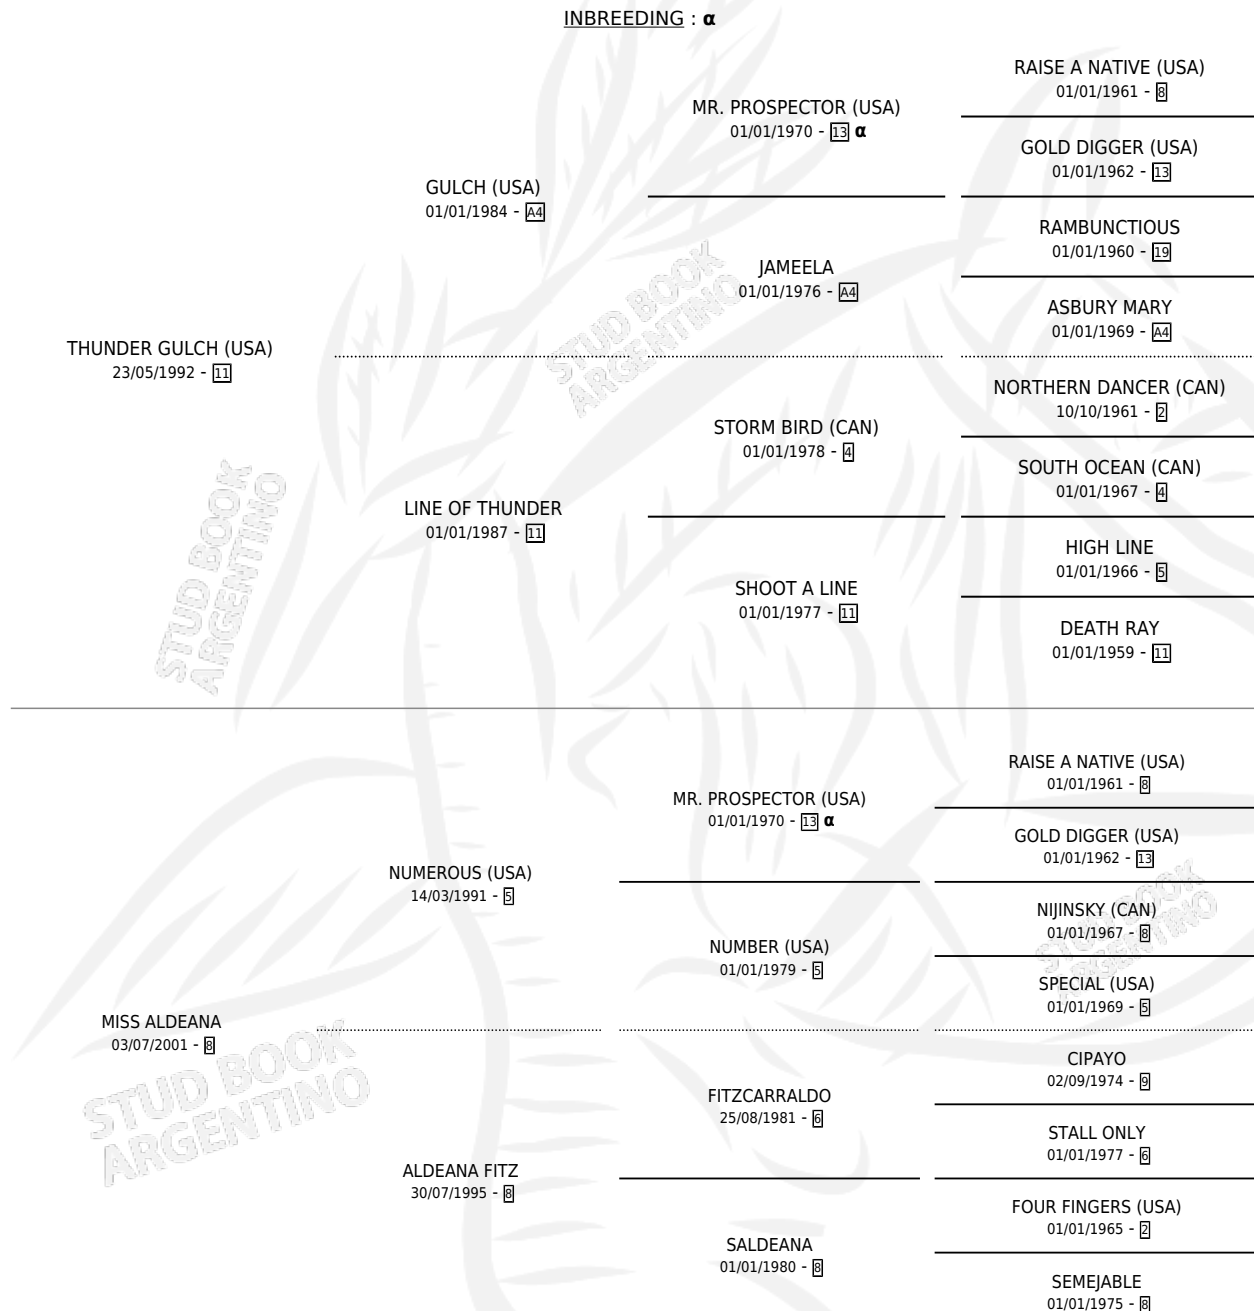 INBREEDING : α
RAISE A NATIVE (USA)
01/01/1961 - 8
MR. PROSPECTOR (USA)
01/01/1970 - 13 α
GOLD DIGGER (USA)
01/01/1962 - 13
GULCH (USA)
01/01/1984 - A4
RAMBUNCTIOUS
01/01/1960 - 19
JAMEELA
01/01/1976 - A4
ASBURY MARY
01/01/1969 - A4
THUNDER GULCH (USA)
23/05/1992 - 11
NORTHERN DANCER (CAN)
10/10/1961 - 2
STORM BIRD (CAN)
01/01/1978 - 4
SOUTH OCEAN (CAN)
01/01/1967 - 4
LINE OF THUNDER
01/01/1987 - 11
HIGH LINE
01/01/1966 - 5
SHOOT A LINE
01/01/1977 - 11
DEATH RAY
01/01/1959 - 11
RAISE A NATIVE (USA)
01/01/1961 - 8
MR. PROSPECTOR (USA)
01/01/1970 - 13 α
GOLD DIGGER (USA)
01/01/1962 - 13
NUMEROUS (USA)
14/03/1991 - 5
NIJINSKY (CAN)
01/01/1967 - 8
NUMBER (USA)
01/01/1979 - 5
SPECIAL (USA)
01/01/1969 - 5
MISS ALDEANA
03/07/2001 - 8
CIPAYO
02/09/1974 - 9
FITZCARRALDO
25/08/1981 - 6
STALL ONLY
01/01/1977 - 6
ALDEANA FITZ
30/07/1995 - 8
FOUR FINGERS (USA)
01/01/1965 - 2
SALDEANA
01/01/1980 - 8
SEMEJABLE
01/01/1975 - 8
STUD BOOK
ARGENTINO
STUD BOOK
ARGENTINO
STUD BOOK
ARGENTINO
STUD BOOK
ARGENTINO